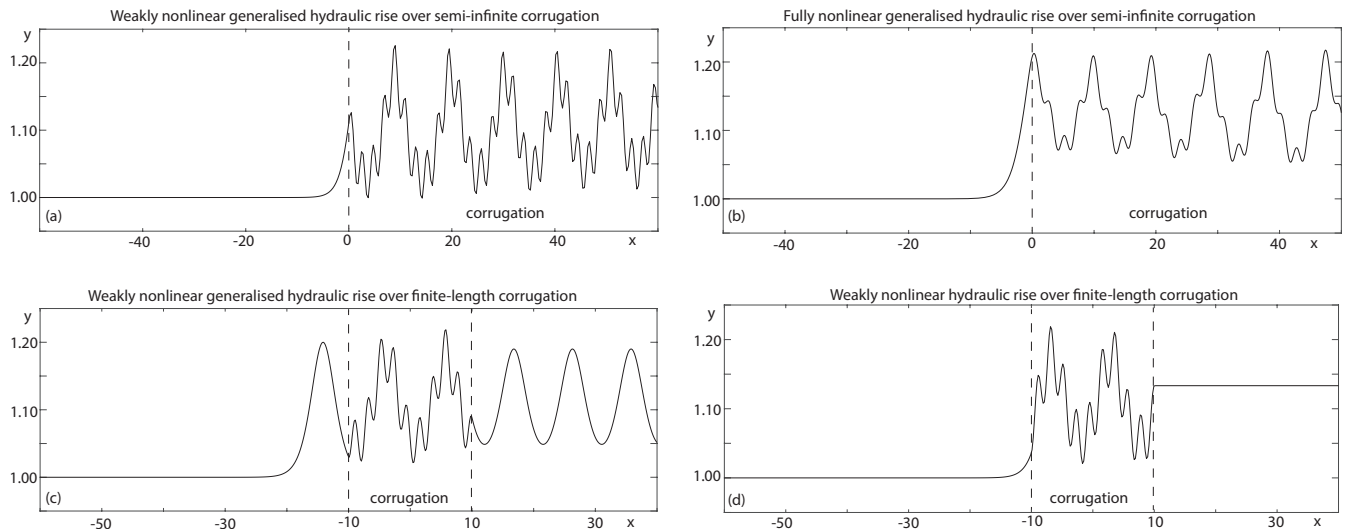 Weakly nonlinear generalised hydraulic rise over semi-infinite corrugation
y
1.20
1.10
1.00
(a)
corrugation
-40 -20 0 20 40 x
Fully nonlinear generalised hydraulic rise over semi-infinite corrugation
y
1.20
1.10
1.00
(b)
corrugation
-50 -40 -20 0 20 40 x
Weakly nonlinear generalised hydraulic rise over finite-length corrugation
y
1.20
1.10
1.00
(c)
corrugation
-50 -30 -10 10 30 x
Weakly nonlinear hydraulic rise over finite-length corrugation
y
1.20
1.10
1.00
(d)
corrugation
-50 -30 -10 10 30 x